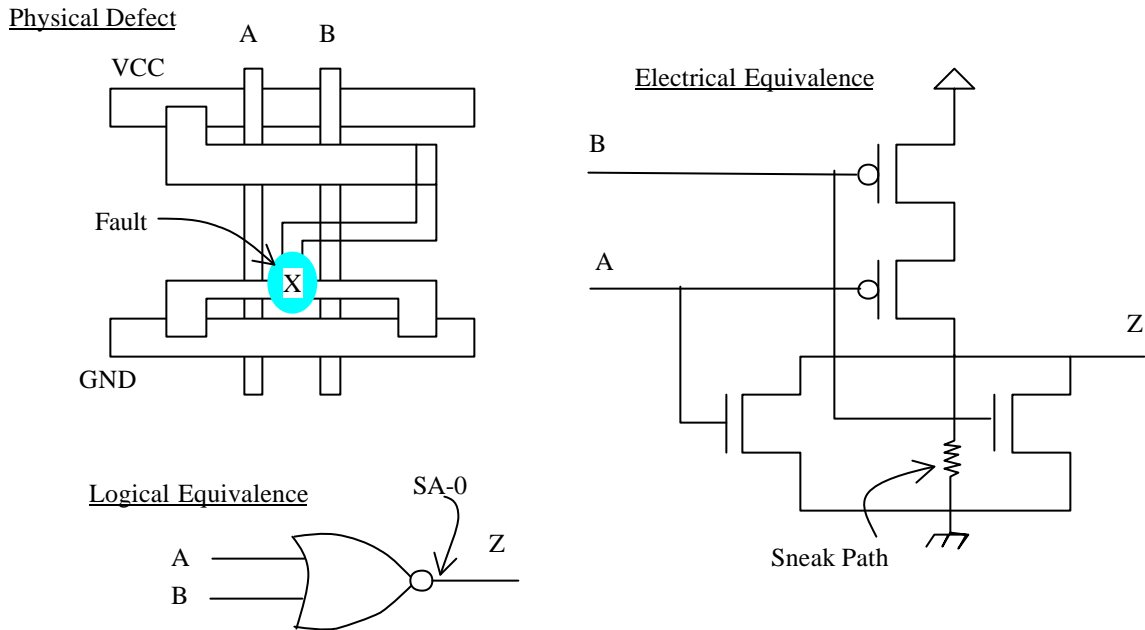 Physical Defect
A
B
VCC
Fault
X
GND
Electrical Equivalence
B
A
Z
Sneak Path
Logical Equivalence
SA-0
Z
A
B